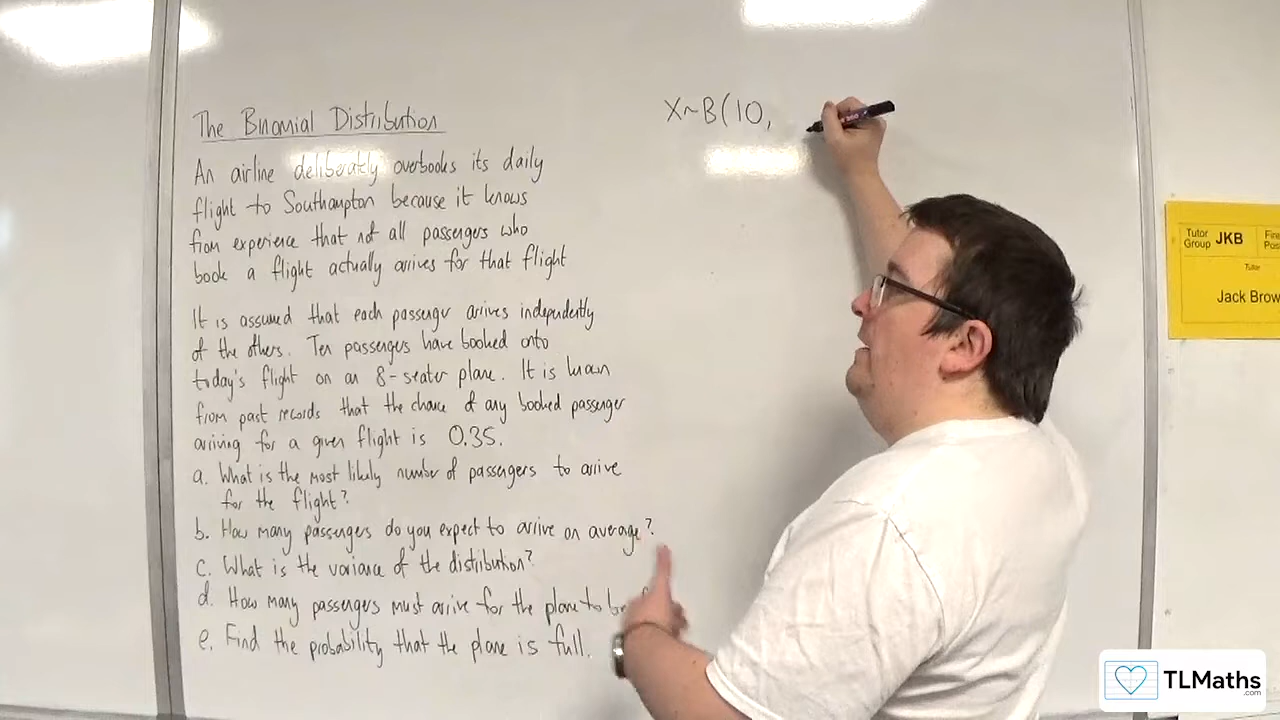 The Binomial Distribution
An airline deliberately overbooks its daily
flight to Southampton because it knows
from experience that not all passengers who
book a flight actually arrives for that flight
It is assumed that each passenger arrives independently
of the others. Ten passengers have booked onto
today's flight on an 8-seater plane. It is known
from past records that the chance of any booked passenger
arriving for a given flight is 0.35.
a. What is the most likely number of passengers to arrive
for the flight?
b. How many passengers do you expect to arrive on average?
c. What is the variance of the distribution?
d. How many passengers must arrive for the plane to
e. Find the probability that the plane is full.
X~B(10,
Tutor
Group JKB
Tutor
Jack Brow
TLMaths
.com